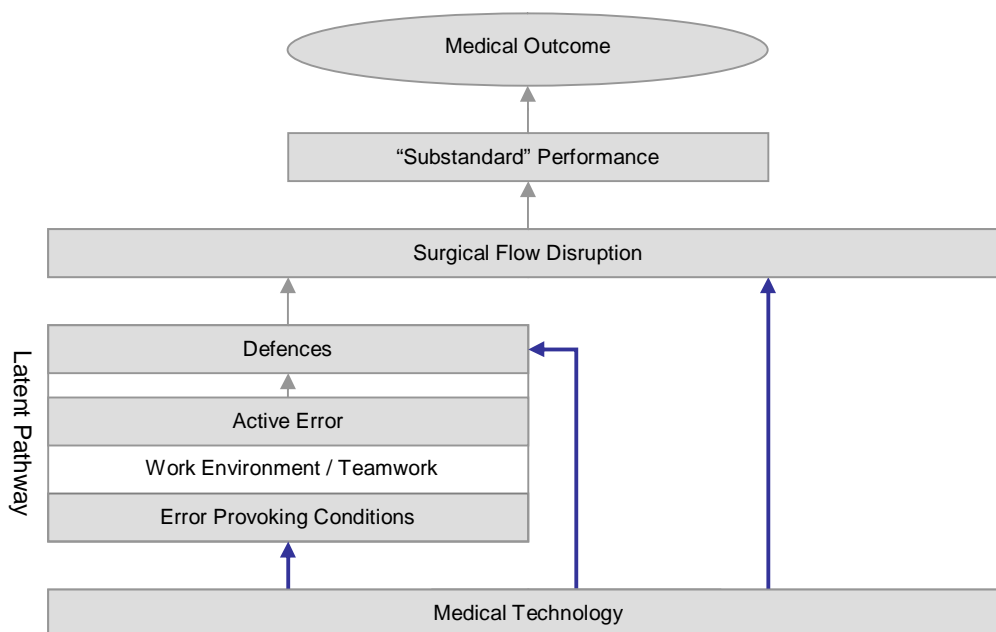 Medical Outcome
“Substandard” Performance
Surgical Flow Disruption
Latent Pathway
Defences
Active Error
Work Environment / Teamwork
Error Provoking Conditions
Medical Technology